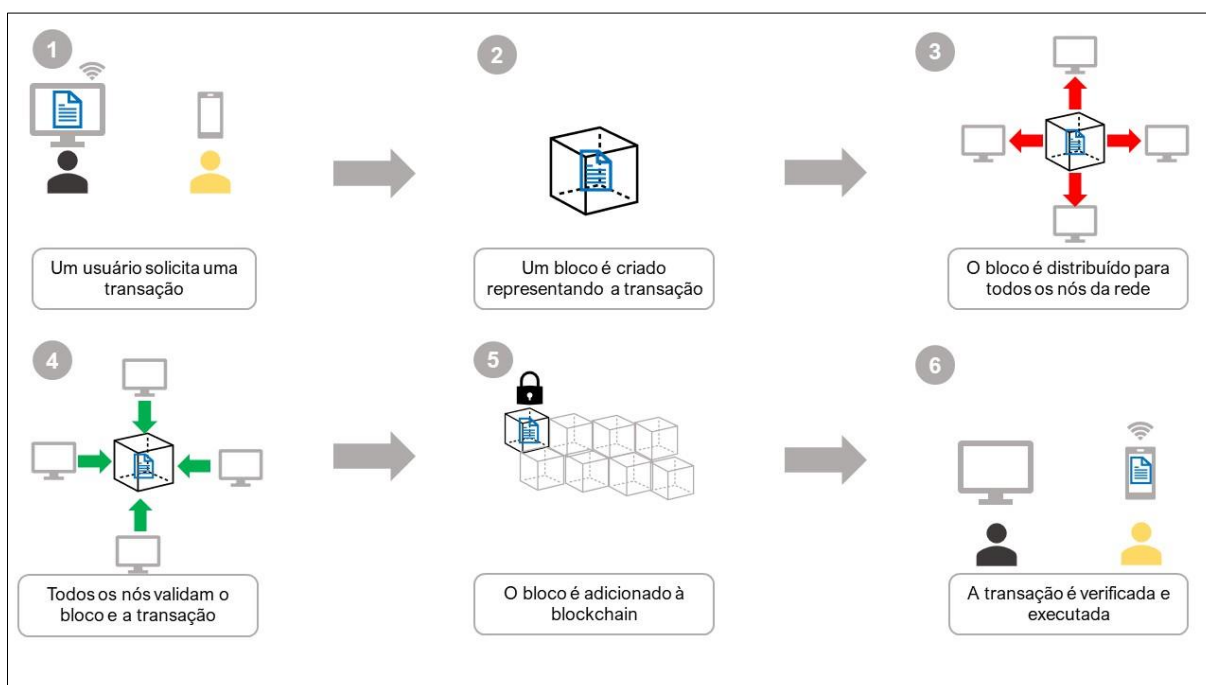 1
Um usuário solicita uma
transação
2
Um bloco é criado
representando a transação
3
O bloco é distribuído para
todos os nós da rede
4
Todos os nós validam o
bloco e a transação
5
O bloco é adicionado à
blockchain
6
A transação é verificada e
executada